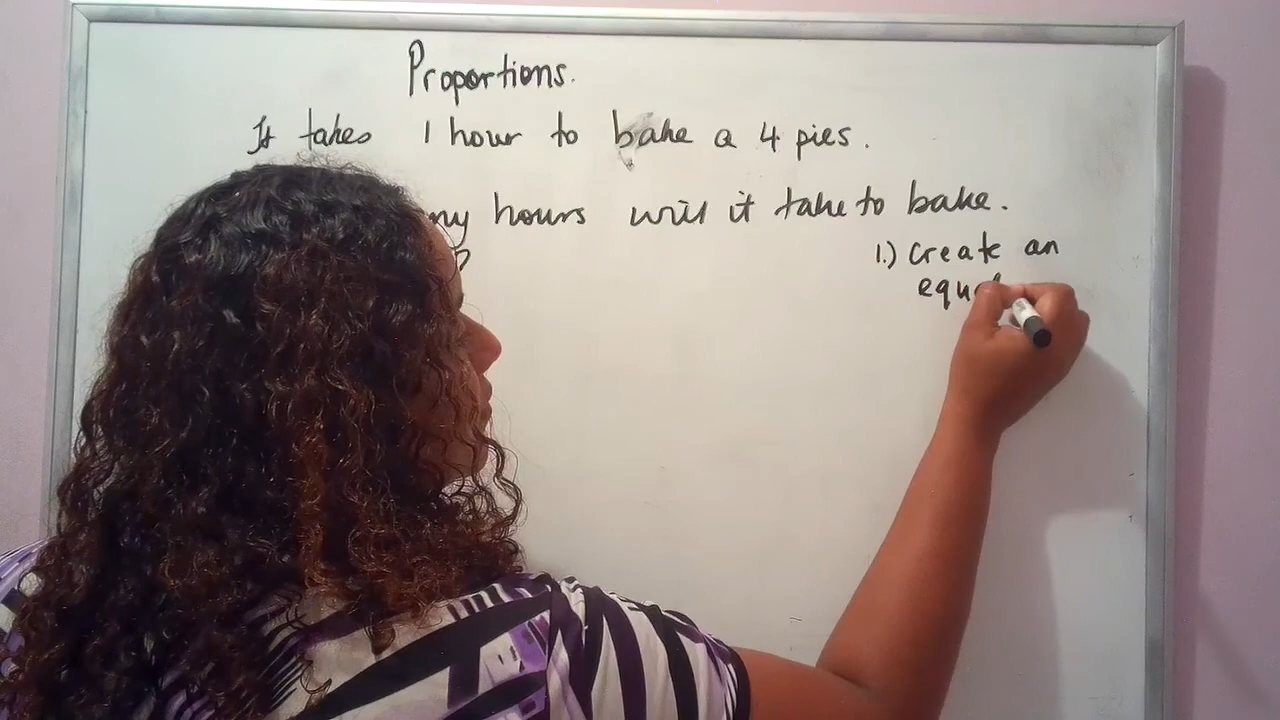 Proportions.
It takes 1 hour to bake a 4 pies.
hours will it take to bake.
1.) Create an